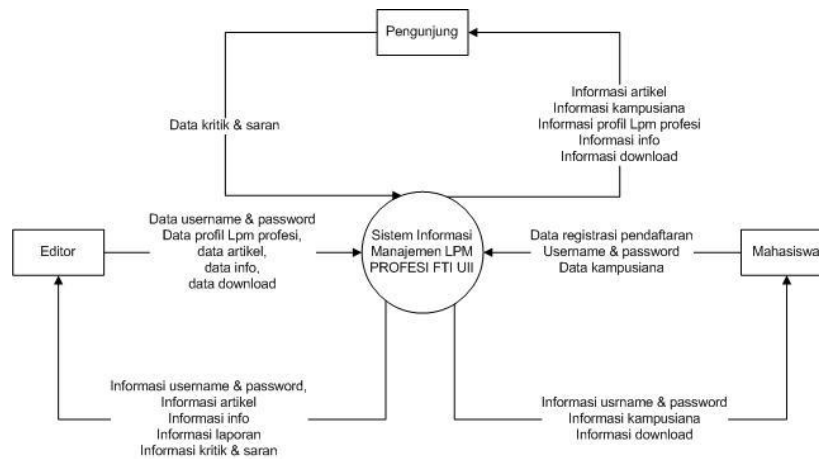 Pengunjung
Data kritik & saran
Informasi artikel
Informasi kampusiana
Informasi profil Lpm profesi
Informasi info
Informasi download
Editor
Data username & password
Data profil Lpm profesi,
data artikel,
data info,
data download
Sistem Informasi
Manajemen LPM
PROFESI FTI UII
Data registrasi pendaftaran
Username & password
Data kampusiana
Mahasiswa
Informasi username & password,
Informasi artikel
Informasi info
Informasi laporan
Informasi kritik & saran
Informasi usrname & password
Informasi kampusiana
Informasi download